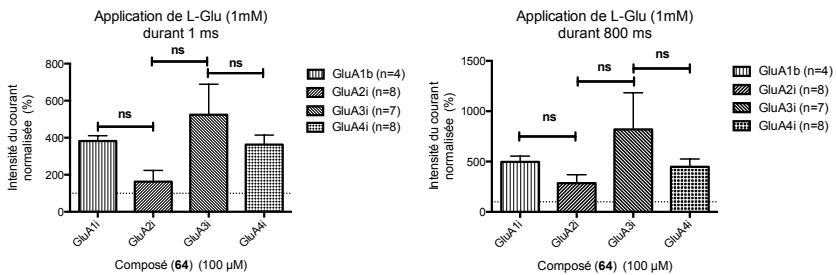 Application de L-Glu (1mM)
durant 1 ms
Intensité du courant
normalisée (%)
800
600
400
200
0
ns
ns
ns
GluA1i
GluA2i
GluA3i
GluA4i
Composé (64) (100 µM)
GluA1b (n=4)
GluA2i (n=8)
GluA3i (n=7)
GluA4i (n=8)
Application de L-Glu (1mM)
durant 800 ms
Intensité du courant
normalisée (%)
1500
1000
500
0
ns
ns
ns
GluA1i
GluA2i
GluA3i
GluA4i
Composé (64) (100 µM)
GluA1b (n=4)
GluA2i (n=8)
GluA3i (n=7)
GluA4i (n=8)